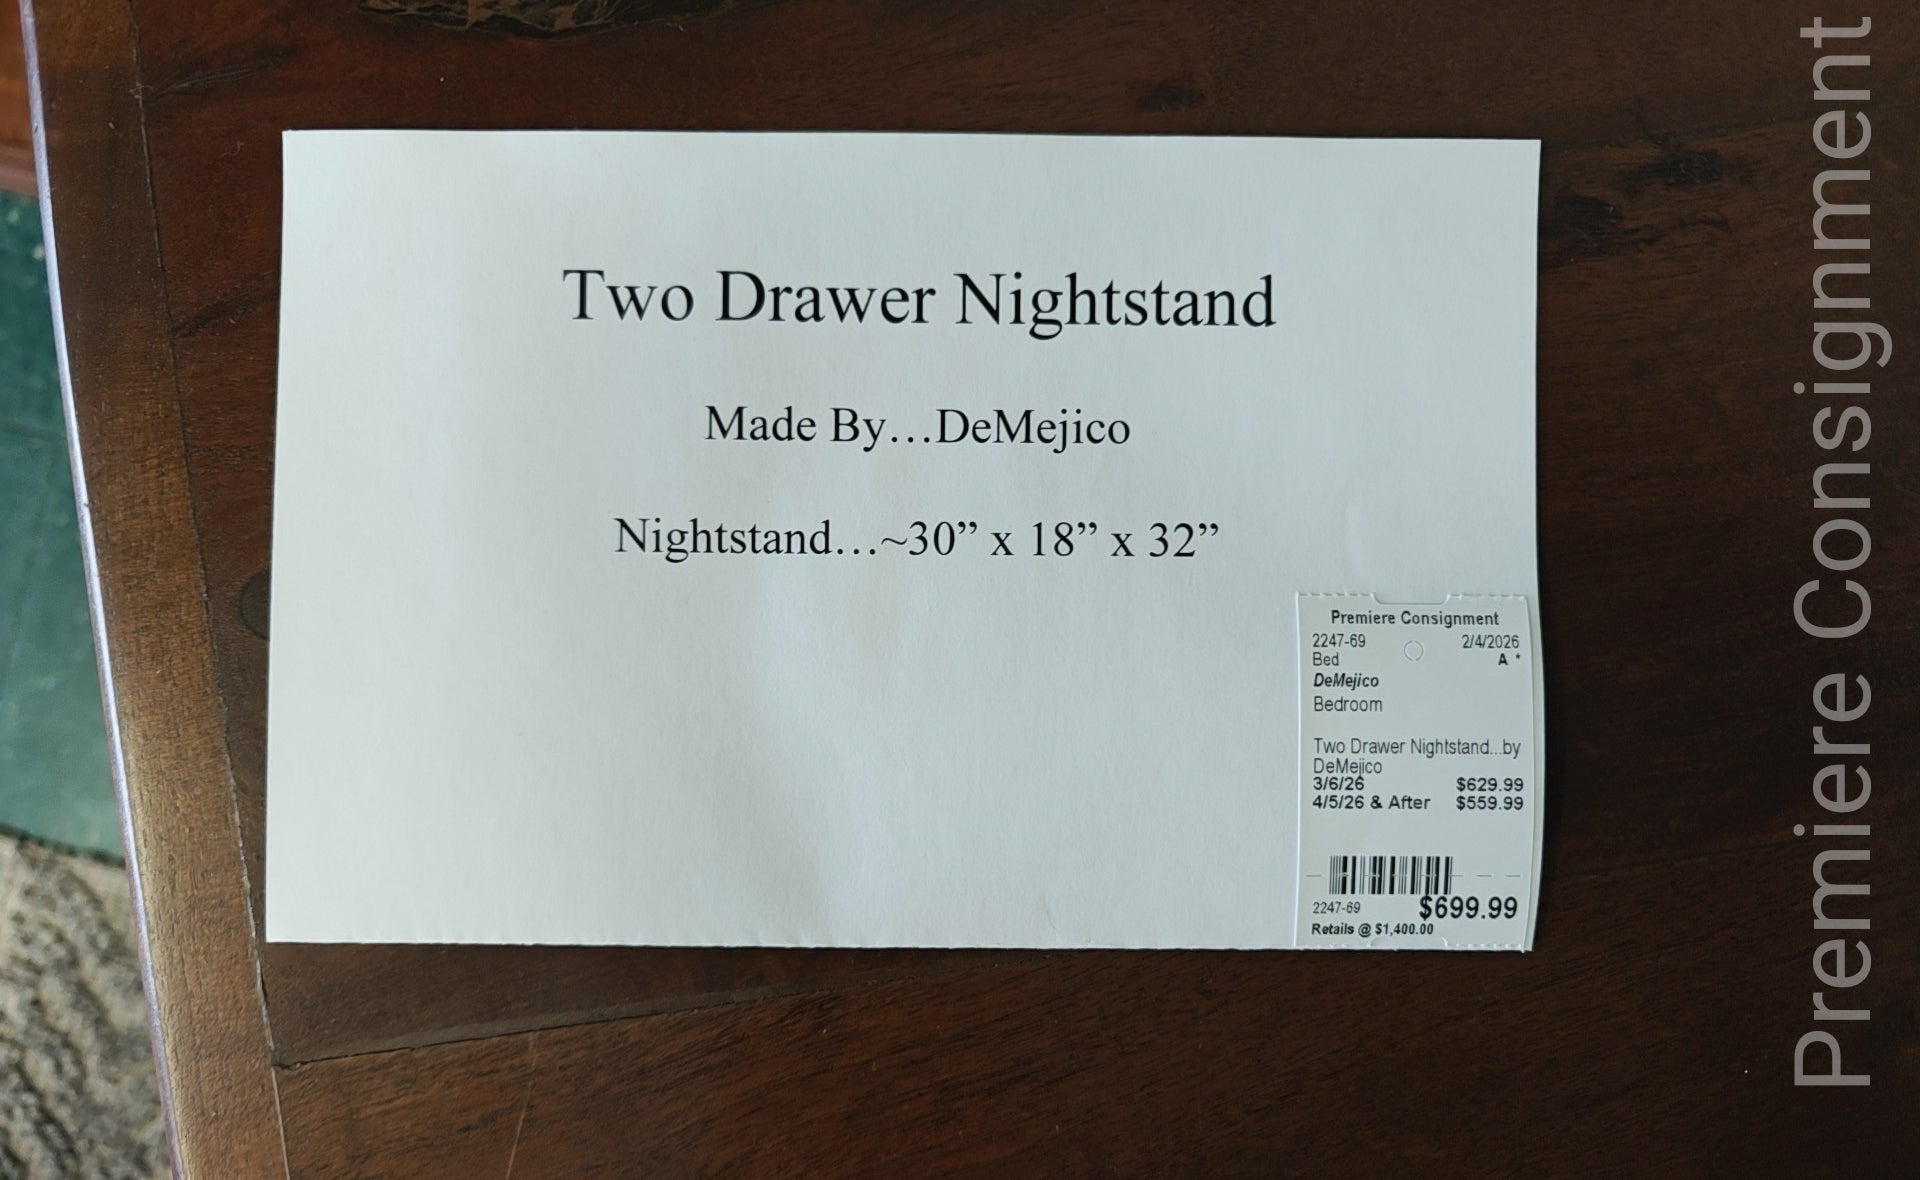 Two Drawer Nightstand
Made By...DeMejico
Nightstand...~30” x 18” x 32”
Premiere Consignment
2247-69 2/4/2026
Bed A *
DeMejico
Bedroom
Two Drawer Nightstand...by
DeMejico
3/6/26 $629.99
4/5/26 & After $559.99
2247-69 $699.99
Retails @ $1,400.00
Premiere Consignment